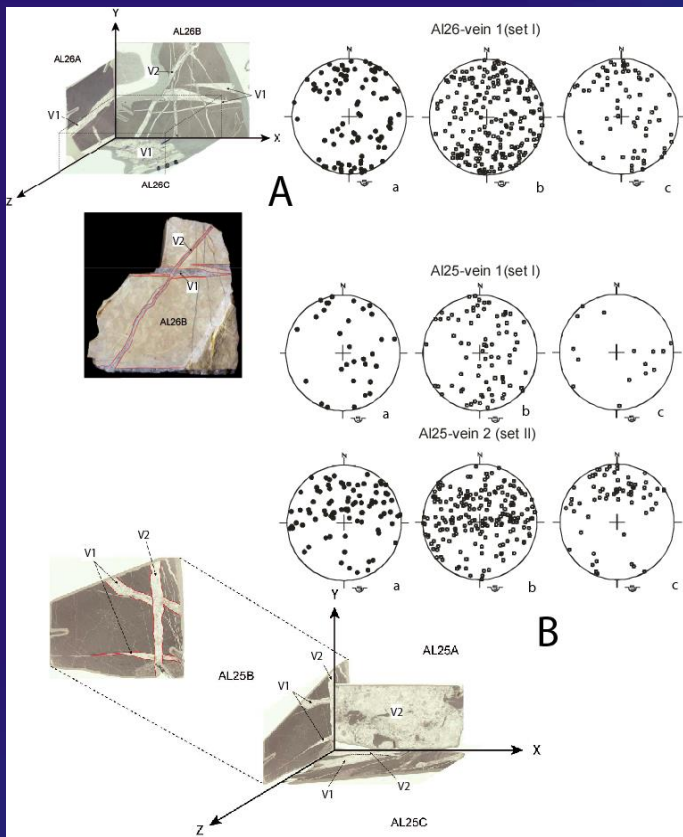 Y
AL26B
AL26A
V2
V1
V1
X
V1
AL26C
Z
A
Al26-vein 1(set I)
N
N
N
a
b
c
V2
V1
AL26B
Al25-vein 1(set I)
N
N
N
a
b
c
Al25-vein 2 (set II)
N
N
N
a
b
c
V1
V2
V1
AL25B
Y
V2
AL25A
B
V1
V2
X
V1
V2
Z
AL25C